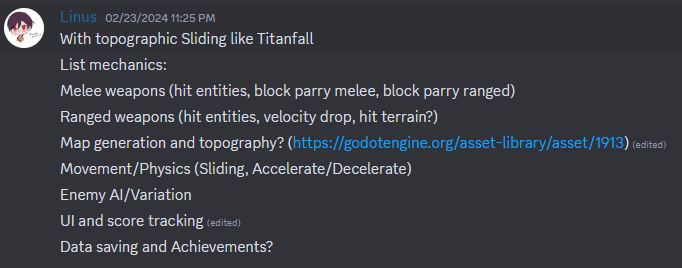 Linus 02/23/2024 11:25 PM
With topographic Sliding like Titanfall
List mechanics:
Melee weapons (hit entities, block parry melee, block parry ranged)
Ranged weapons (hit entities, velocity drop, hit terrain?)
Map generation and topography? (https://godotengine.org/asset-library/asset/1913) (edited)
Movement/Physics (Sliding, Accelerate/Decelerate)
Enemy AI/Variation
UI and score tracking (edited)
Data saving and Achievements?